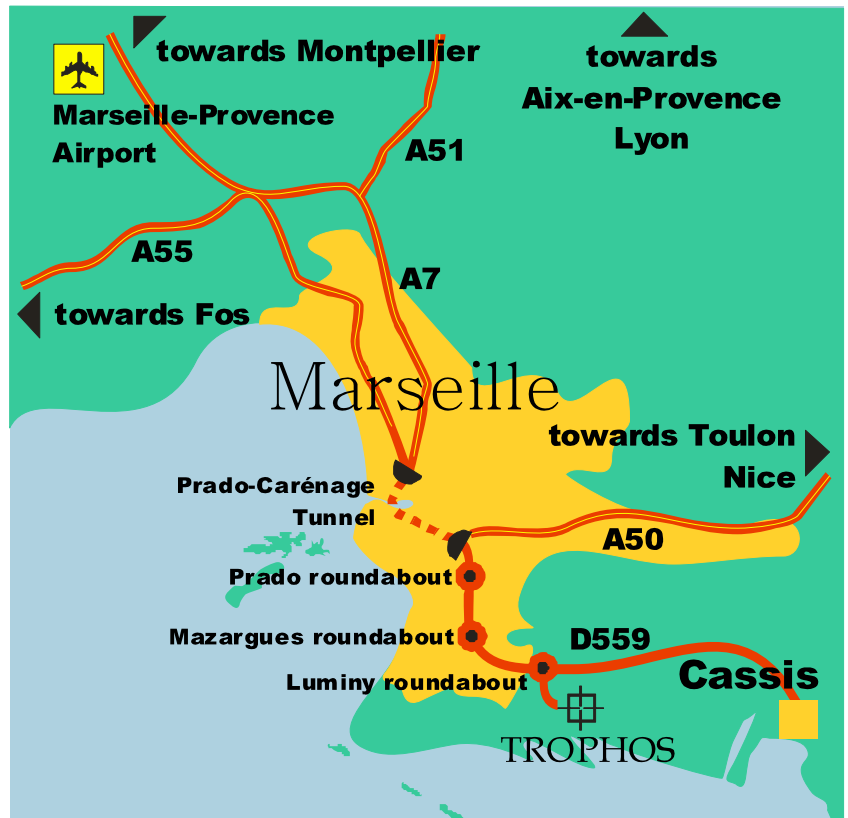 towards Montpellier
towards
Aix-en-Provence
Lyon
Marseille-Provence
Airport
A51
A55
A7
towards Fos
Marseille
towards Toulon
Nice
Prado-Carénage
Tunnel
A50
Prado roundabout
Mazargues roundabout
D559
Luminy roundabout
Cassis
TROPHOS